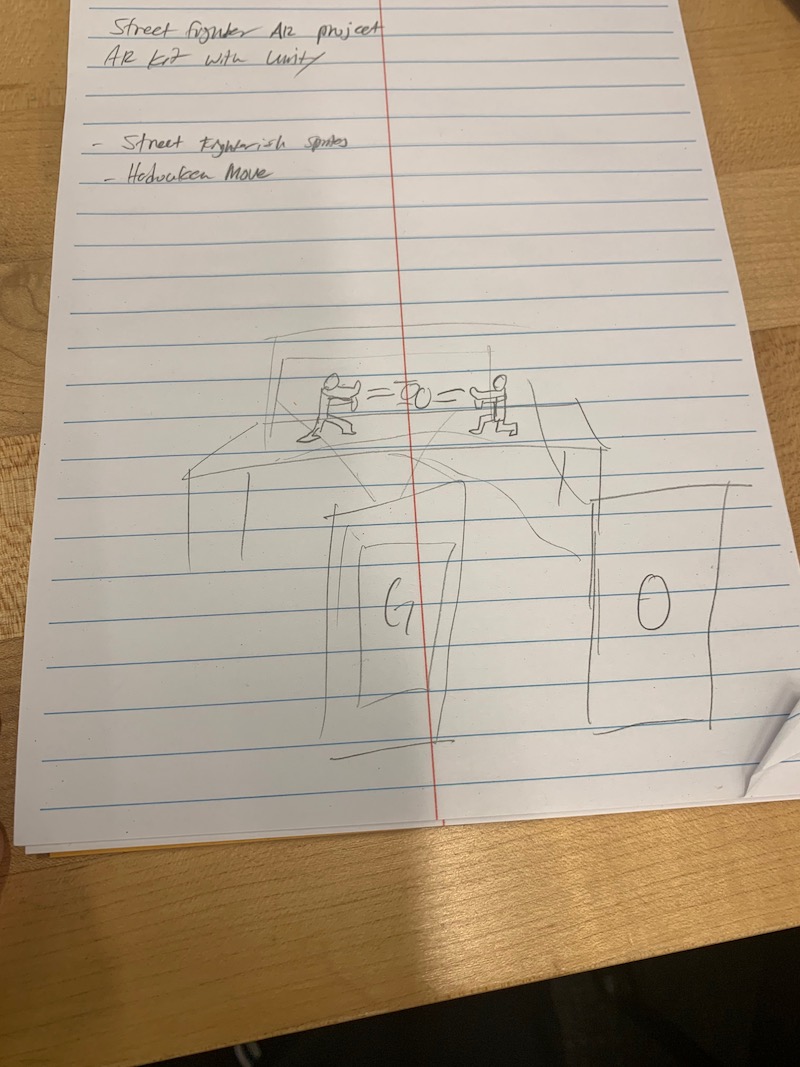 Street Fighter AR project
AR Kit with Unity
- Street Fighterish sprites
- Hadouken Move
G
O